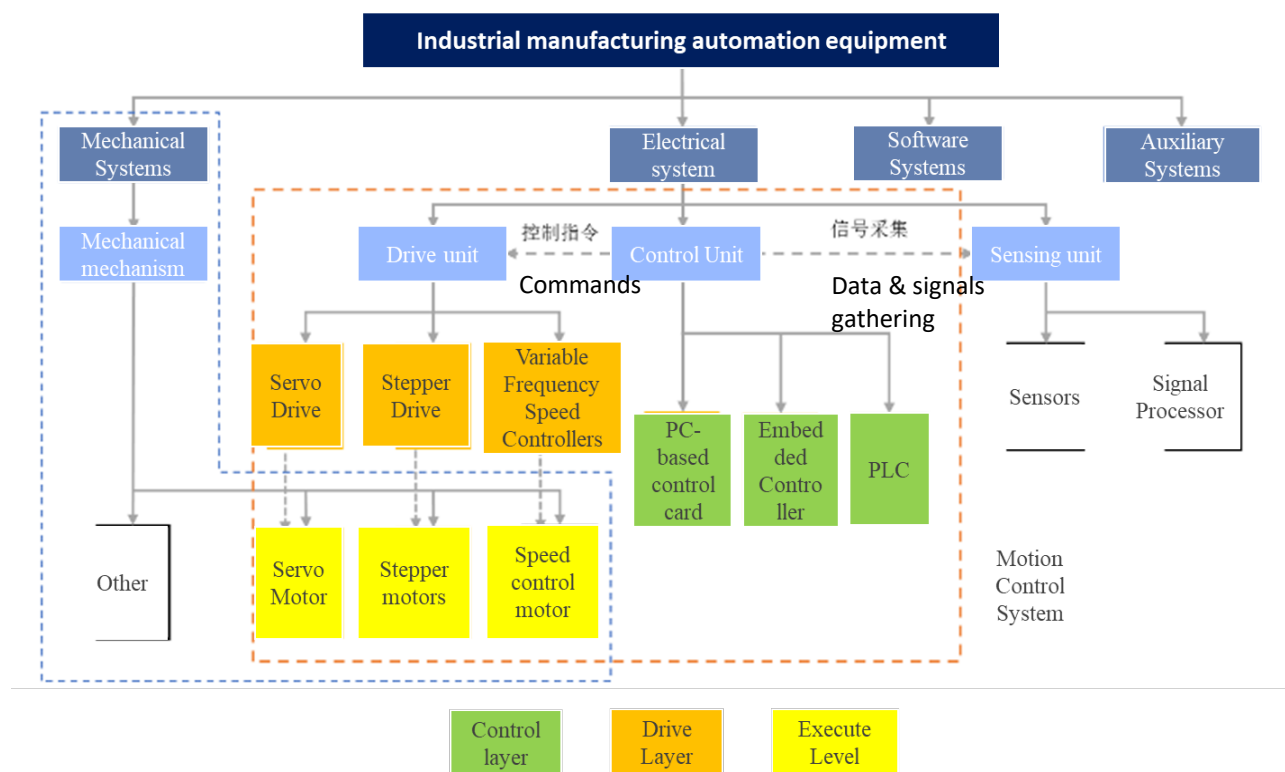 Industrial manufacturing automation equipment
Mechanical
Systems
Electrical
system
Software
Systems
Auxiliary
Systems
Mechanical
mechanism
Drive unit
控制指令
Commands
Control Unit
信号采集
Data & signals
gathering
Sensing unit
Servo
Drive
Stepper
Drive
Variable
Frequency
Speed
Controllers
PC-
based
control
card
Embed
ded
Contro
ller
PLC
Sensors
Signal
Processor
Other
Servo
Motor
Stepper
motors
Speed
control
motor
Motion
Control
System
Control
layer
Drive
Layer
Execute
Level